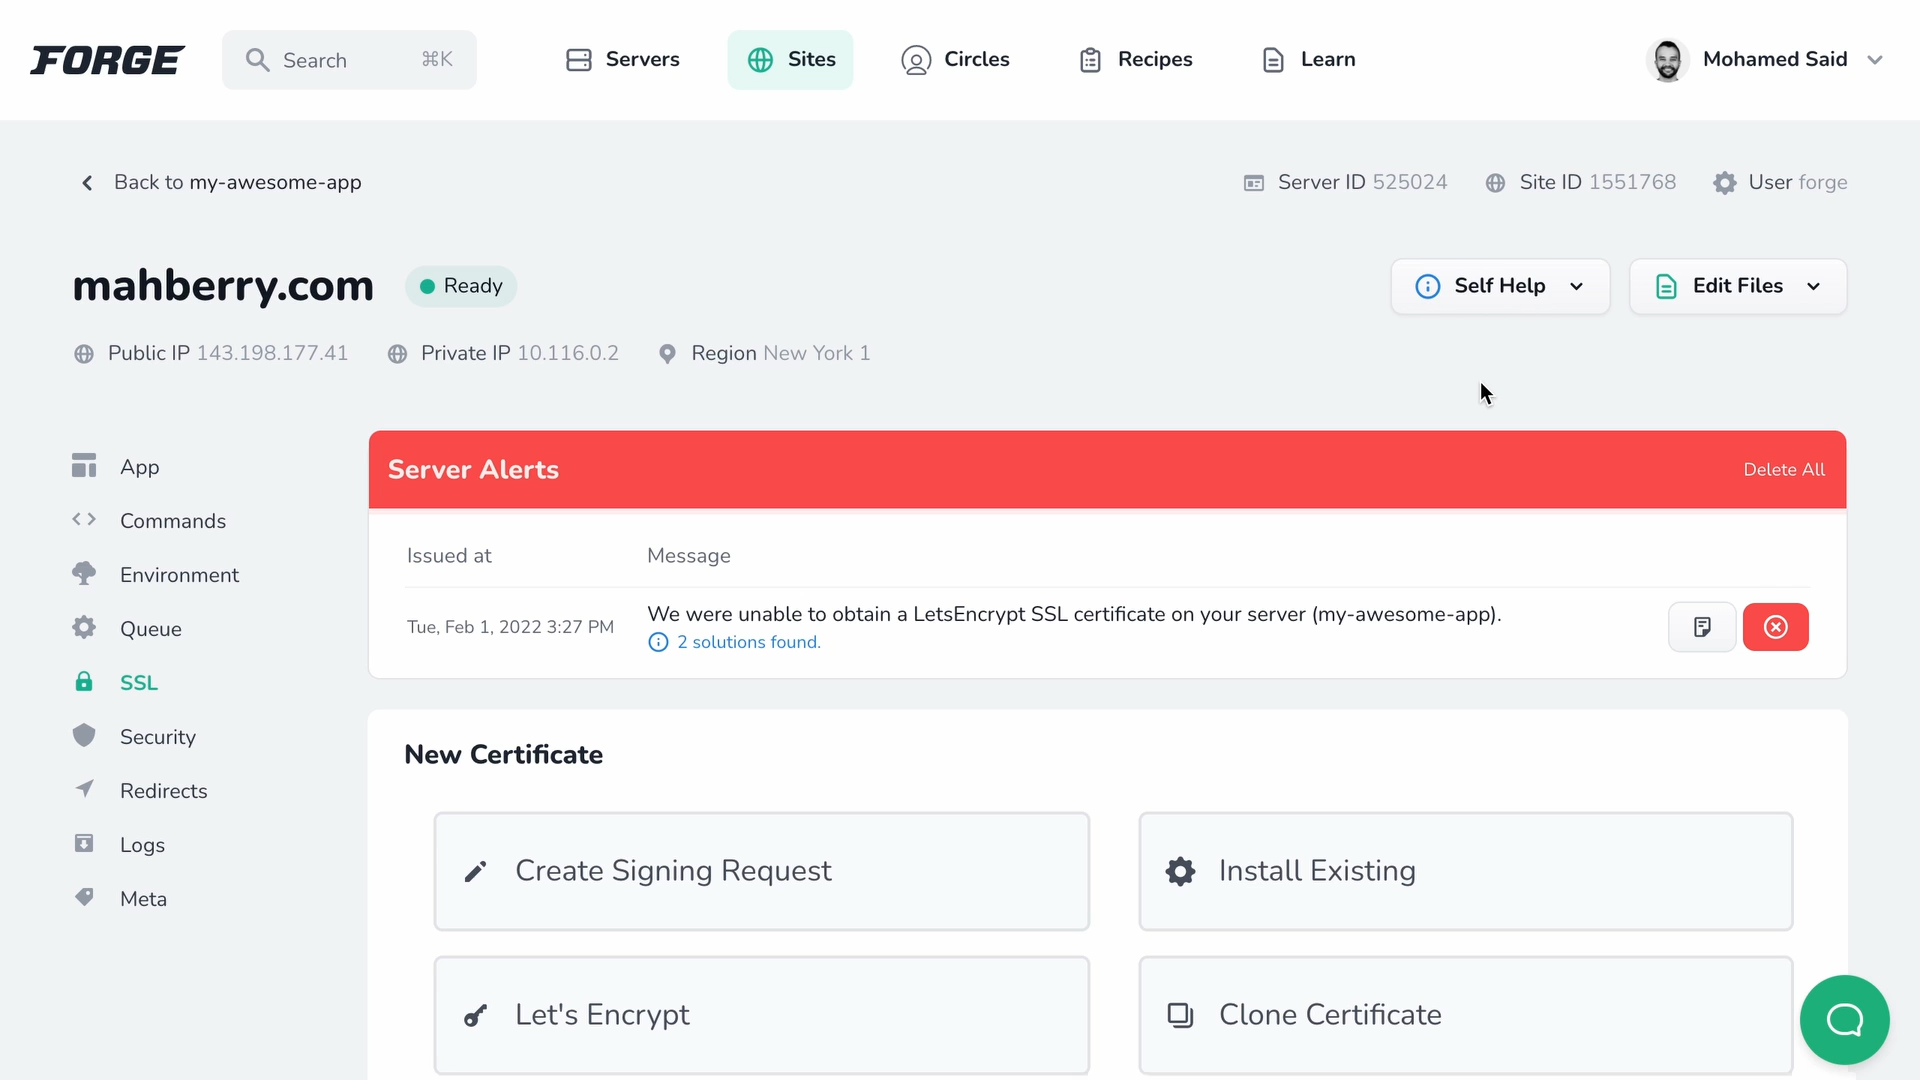 FORGE
Search ⌘K
Servers
Sites
Circles
Recipes
Learn
Mohamed Said
Back to my-awesome-app
Server ID 525024
Site ID 1551768
User forge
mahberry.com
Ready
Self Help
Edit Files
Public IP 143.198.177.41
Private IP 10.116.0.2
Region New York 1
App
Commands
Environment
Queue
SSL
Security
Redirects
Logs
Meta
Server Alerts
Delete All
Issued at
Message
Tue, Feb 1, 2022 3:27 PM
We were unable to obtain a LetsEncrypt SSL certificate on your server (my-awesome-app).
2 solutions found.
New Certificate
Create Signing Request
Install Existing
Let's Encrypt
Clone Certificate